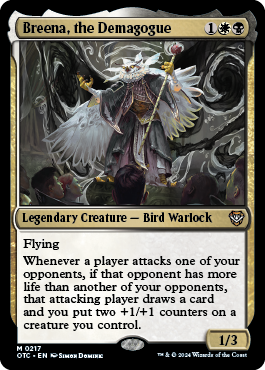 Breena, the Demagogue 1
Legendary Creature — Bird Warlock
Flying
Whenever a player attacks one of your
opponents, if that opponent has more
life than another of your opponents,
that attacking player draws a card
and you put two +1/+1 counters on a
creature you control.
1/3
M 0217
OTC • EN Simon Dominic
™ & © 2024 Wizards of the Coast